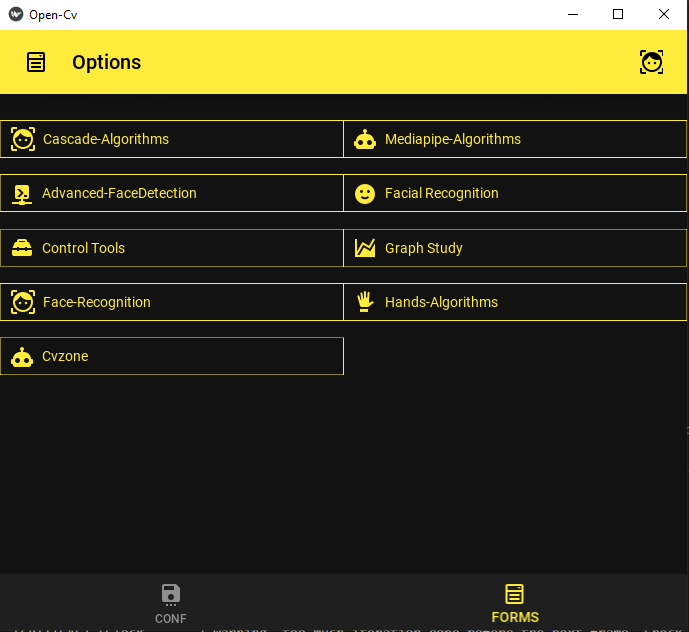 Open-Cv
Options
Cascade-Algorithms
Mediapipe-Algorithms
Advanced-FaceDetection
Facial Recognition
Control Tools
Graph Study
Face-Recognition
Hands-Algorithms
Cvzone
CONF
FORMS